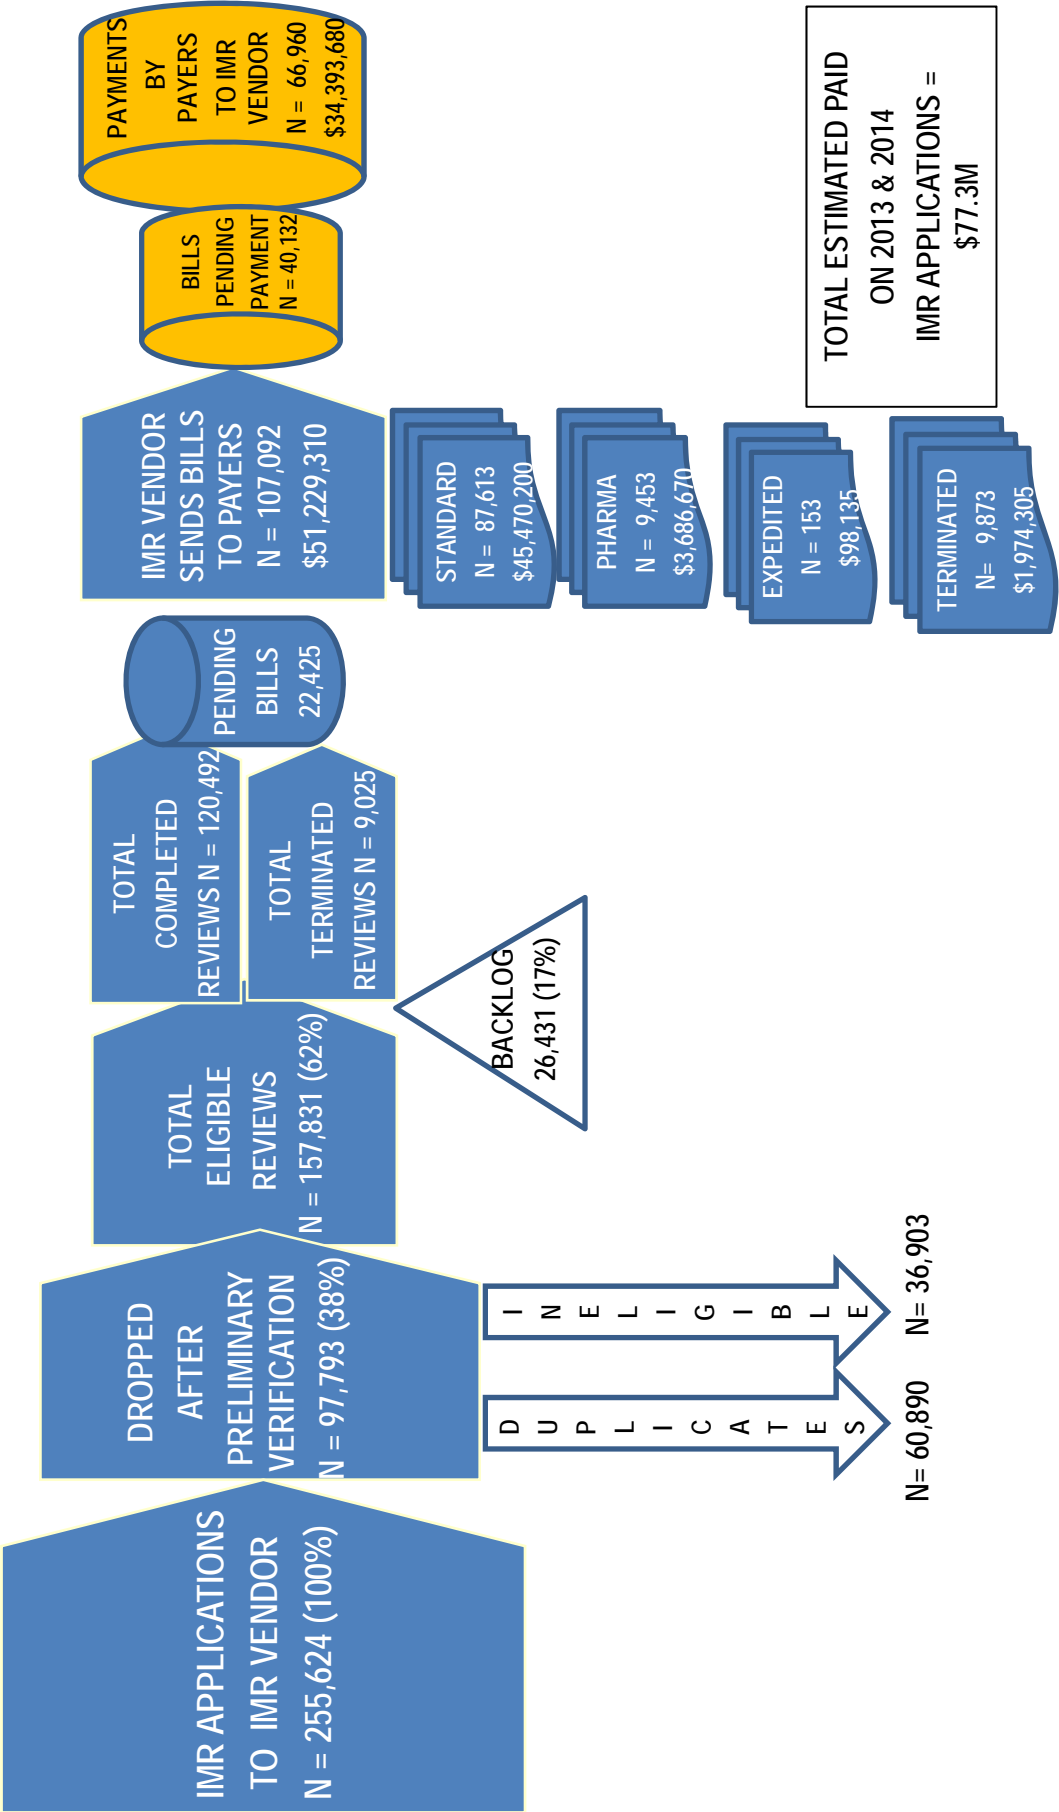 IMR APPLICATIONS
TO IMR VENDOR
N = 255,624 (100%)
DROPPED
AFTER
PRELIMINARY
VERIFICATION
N = 97,793 (38%)
DUPLICATES
N= 60,890
INELIGIBLE
N= 36,903
TOTAL
ELIGIBLE
REVIEWS
N = 157,831 (62%)
BACKLOG
26,431 (17%)
TOTAL
COMPLETED
REVIEWS N = 120,492
TOTAL
TERMINATED
REVIEWS N = 9,025
PENDING
BILLS
22,425
IMR VENDOR
SENDS BILLS
TO PAYERS
N = 107,092
$51,229,310
STANDARD
N = 87,613
$45,470,200
PHARMA
N = 9,453
$3,686,670
EXPEDITED
N = 153
$98,135
TERMINATED
N= 9,873
$1,974,305
BILLS
PENDING
PAYMENT
N = 40,132
PAYMENTS
BY
PAYERS
TO IMR
VENDOR
N = 66,960
$34,393,680
TOTAL ESTIMATED PAID
ON 2013 & 2014
IMR APPLICATIONS =
$77.3M